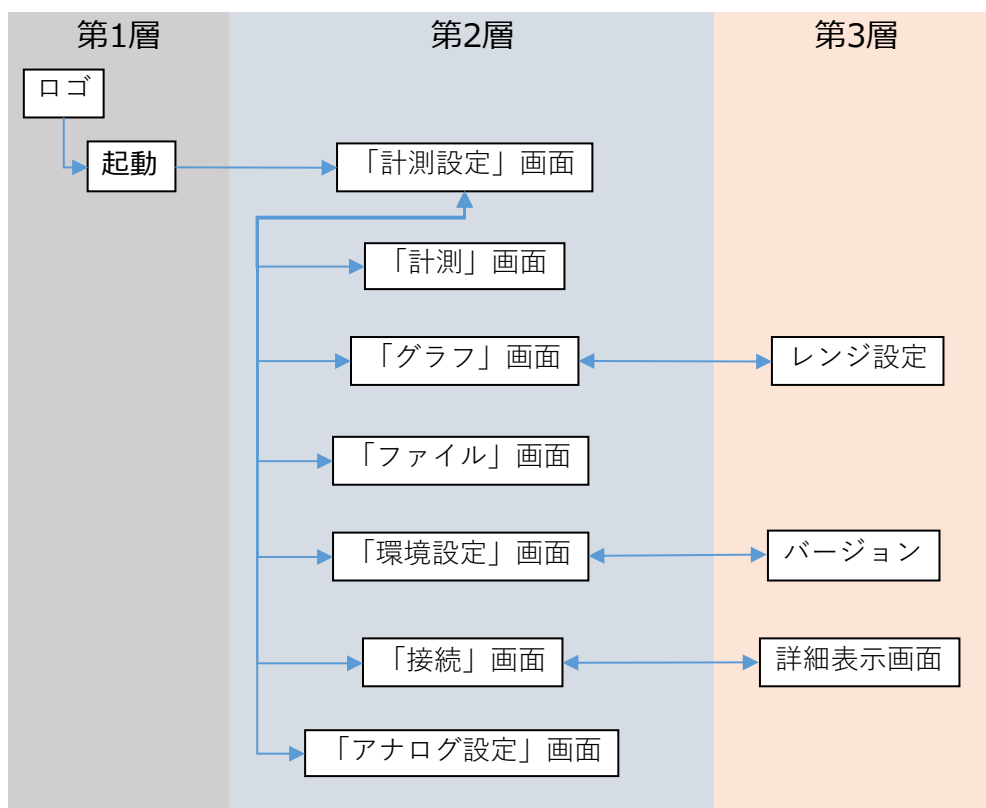 第1層
第2層
第3層
ロゴ
起動
「計測設定」画面
「計測」画面
「グラフ」画面
レンジ設定
「ファイル」画面
「環境設定」画面
バージョン
「接続」画面
詳細表示画面
「アナログ設定」画面